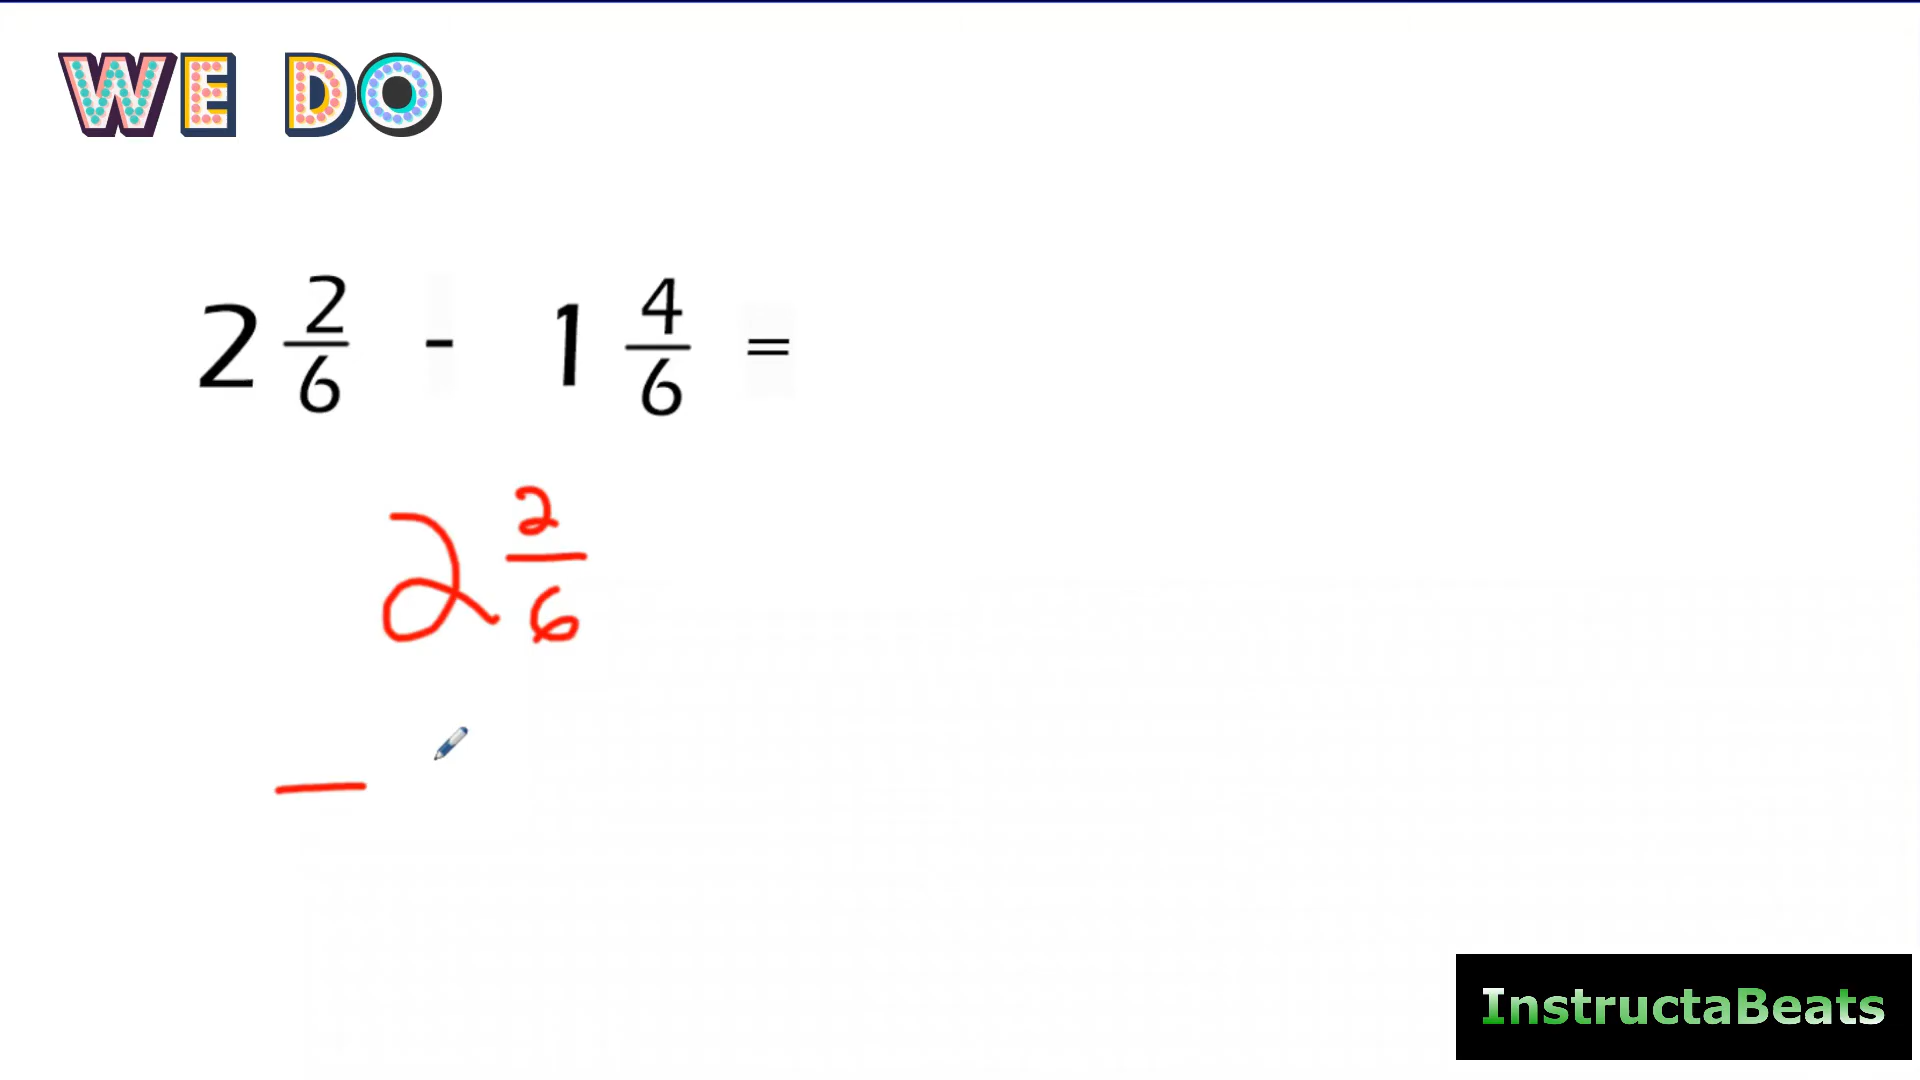 WE DO
2 2/6 - 1 4/6 =
2 2/6
—
InstructaBeats